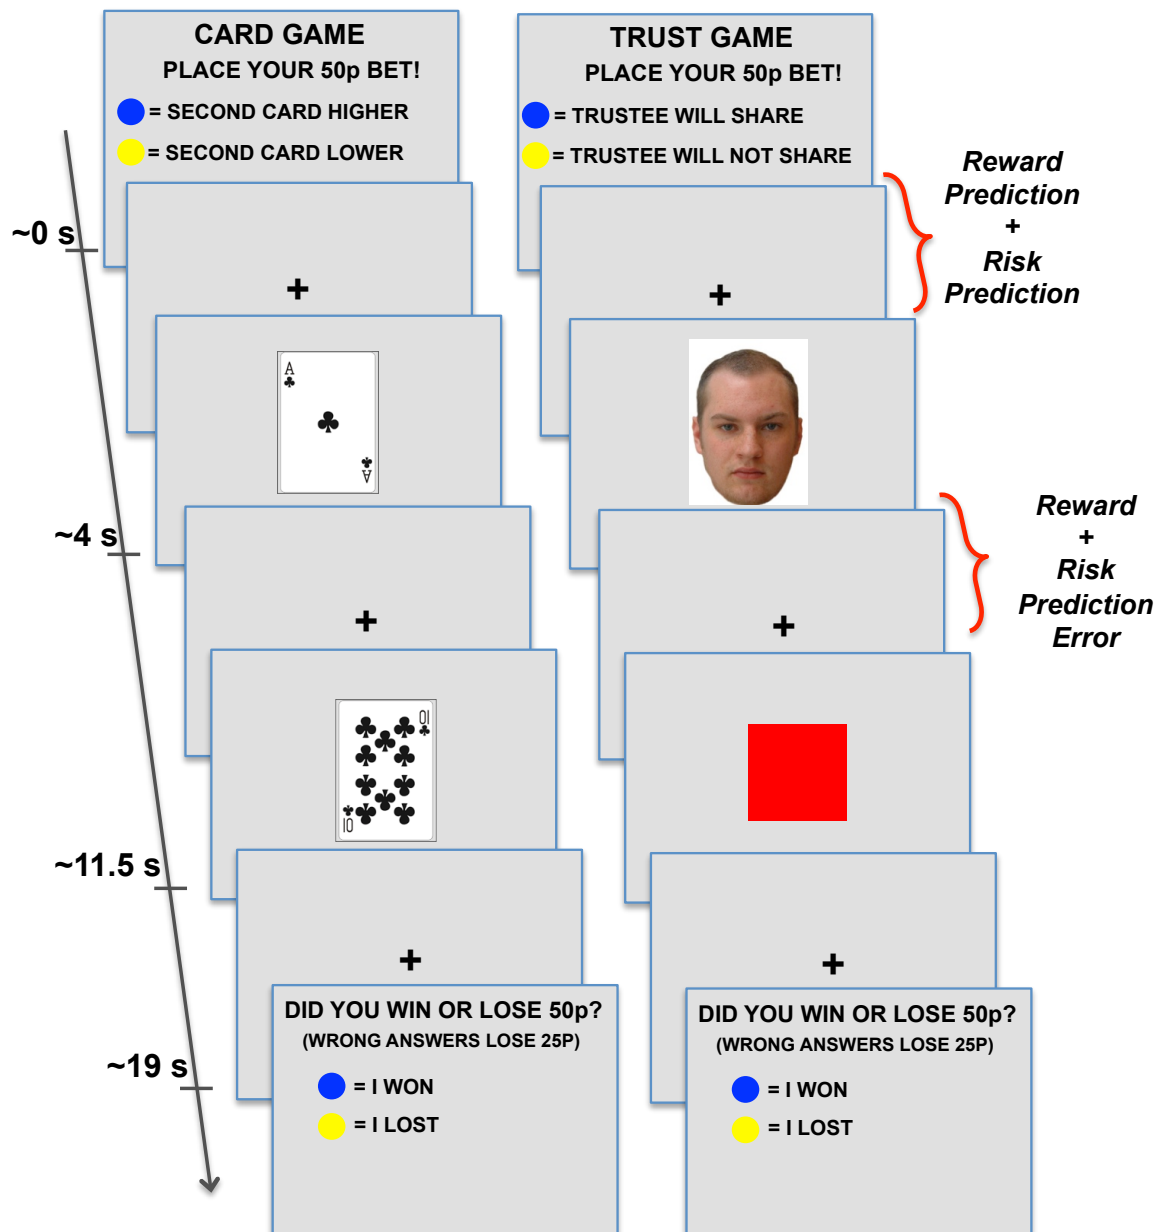 CARD GAME
PLACE YOUR 50p BET!
= SECOND CARD HIGHER
= SECOND CARD LOWER
TRUST GAME
PLACE YOUR 50p BET!
= TRUSTEE WILL SHARE
= TRUSTEE WILL NOT SHARE
Reward
Prediction
+
Risk
Prediction
~0 s
+
+
A
A
~4 s
Reward
+
Risk
Prediction
Error
+
+
10
10
~11.5 s
+
+
~19 s
DID YOU WIN OR LOSE 50p?
(WRONG ANSWERS LOSE 25P)
= I WON
= I LOST
DID YOU WIN OR LOSE 50p?
(WRONG ANSWERS LOSE 25P)
= I WON
= I LOST